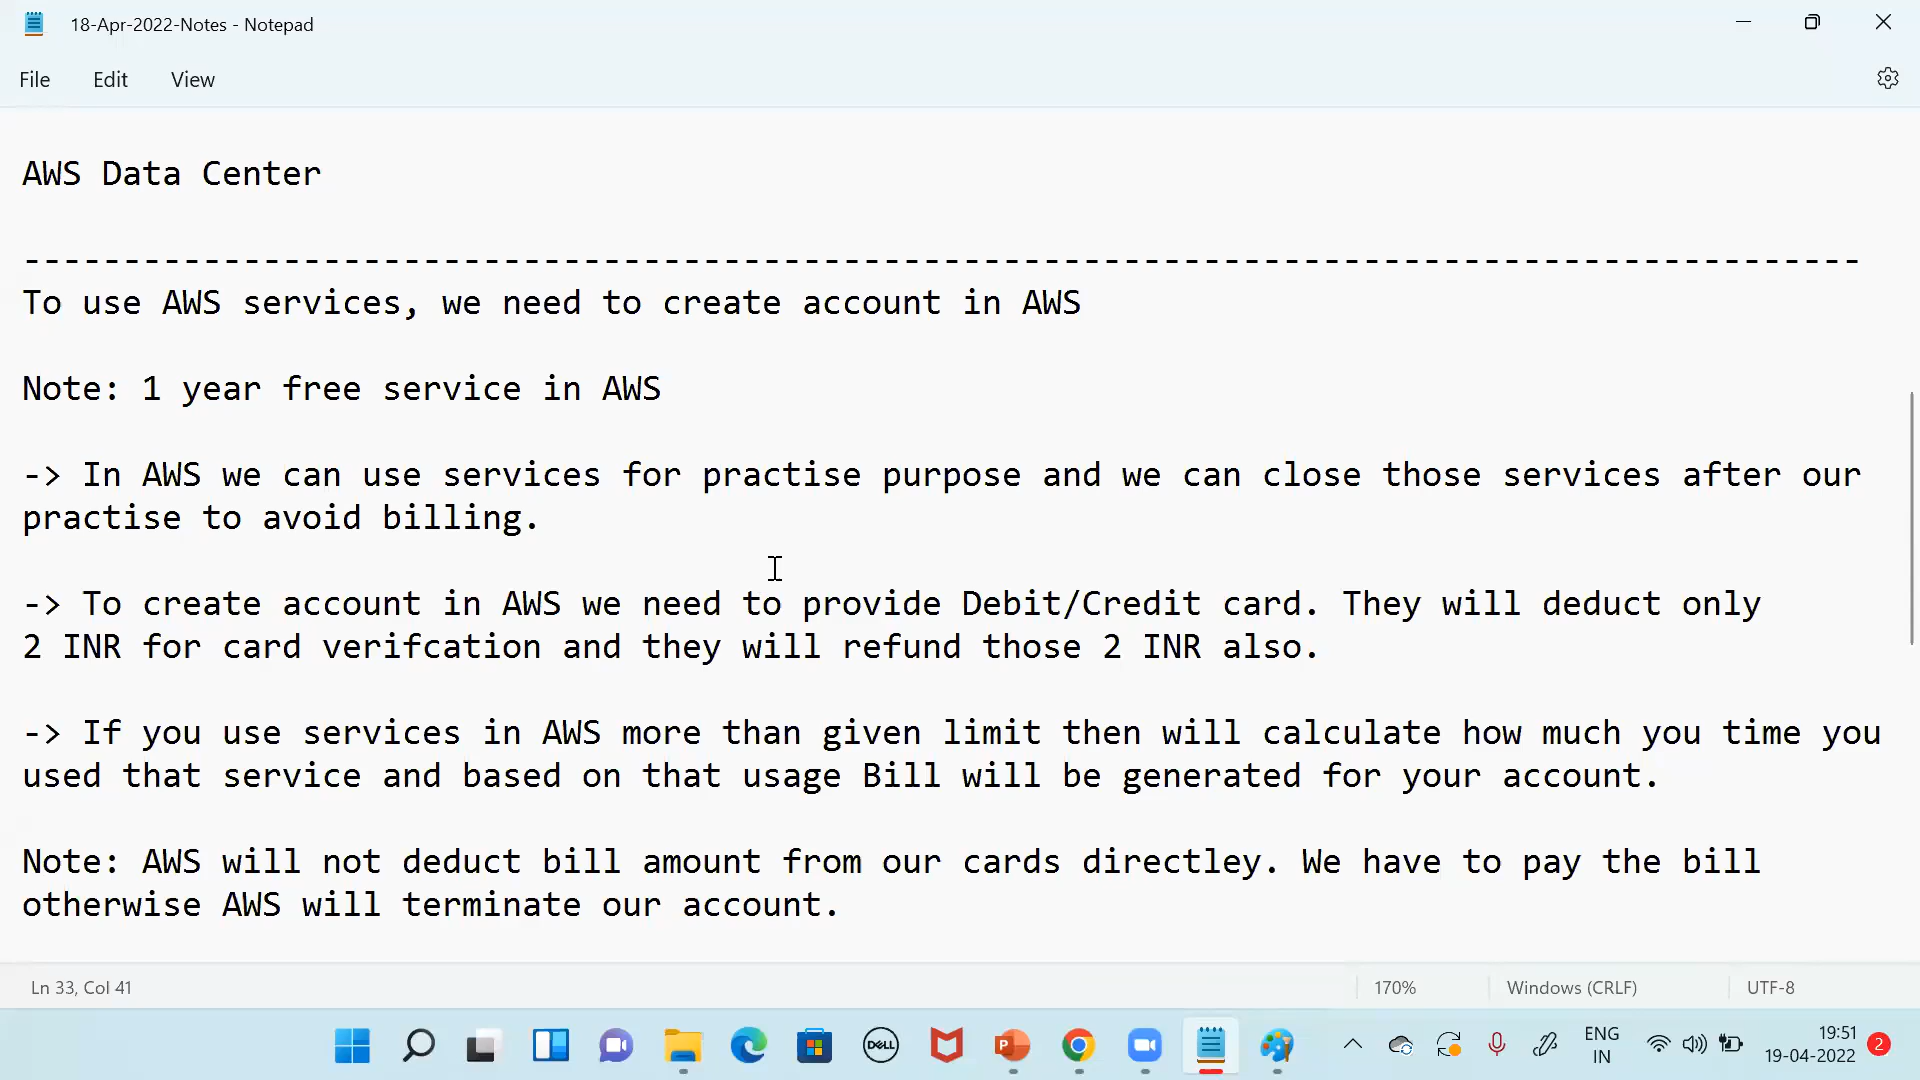 18-Apr-2022-Notes - Notepad
File Edit View
AWS Data Center
--------------------------------------------------------------------------------------------
To use AWS services, we need to create account in AWS
Note: 1 year free service in AWS
-> In AWS we can use services for practise purpose and we can close those services after our
practise to avoid billing.
-> To create account in AWS we need to provide Debit/Credit card. They will deduct only
2 INR for card verifcation and they will refund those 2 INR also.
-> If you use services in AWS more than given limit then will calculate how much you time you
used that service and based on that usage Bill will be generated for your account.
Note: AWS will not deduct bill amount from our cards directley. We have to pay the bill
otherwise AWS will terminate our account.
Ln 33, Col 41 170% Windows (CRLF) UTF-8
DELL
P
ENG
IN
19:51
19-04-2022
2